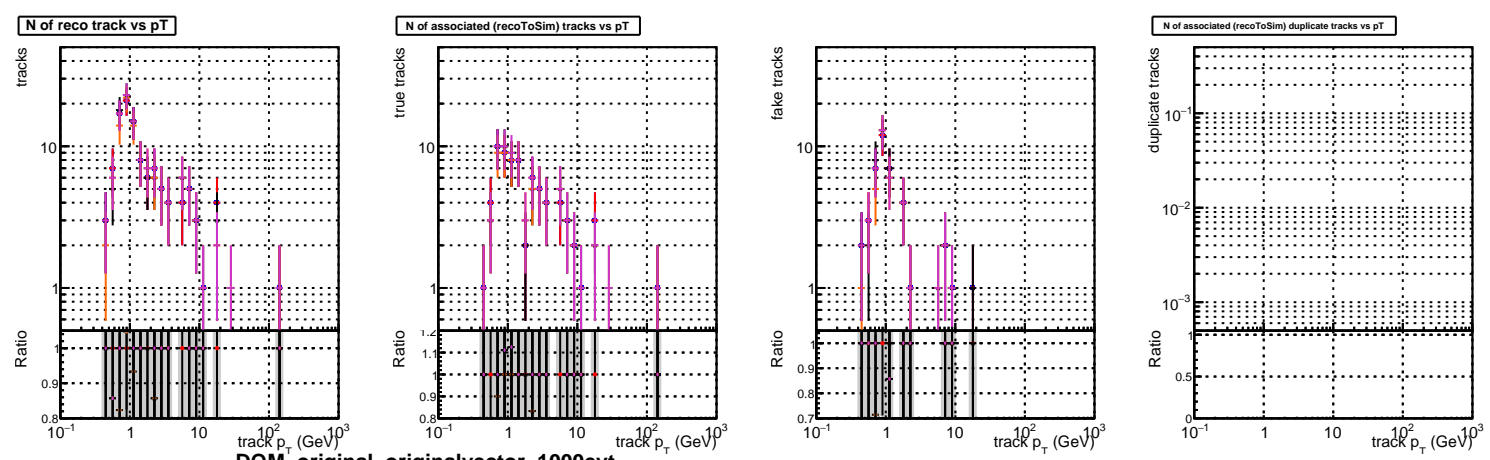 N of reco track vs pT
tracks
10
1
Ratio
1
0.9
0.8
10⁻¹ 1 10 10² 10³
track p_T (GeV)
N of associated (recoToSim) tracks vs pT
true tracks
10
1
Ratio
1.2
1.1
1
0.9
0.8
10⁻¹ 1 10 10² 10³
track p_T (GeV)
fake tracks
10
1
Ratio
1
0.9
0.8
0.7
10⁻¹ 1 10 10² 10³
track p_T (GeV)
N of associated (recoToSim) duplicate tracks vs pT
duplicate tracks
10⁻¹
10⁻²
10⁻³
Ratio
1
0.5
0
10⁻¹ 1 10 10² 10³
track p_T (GeV)
DQM_original_originalvector_1000evt